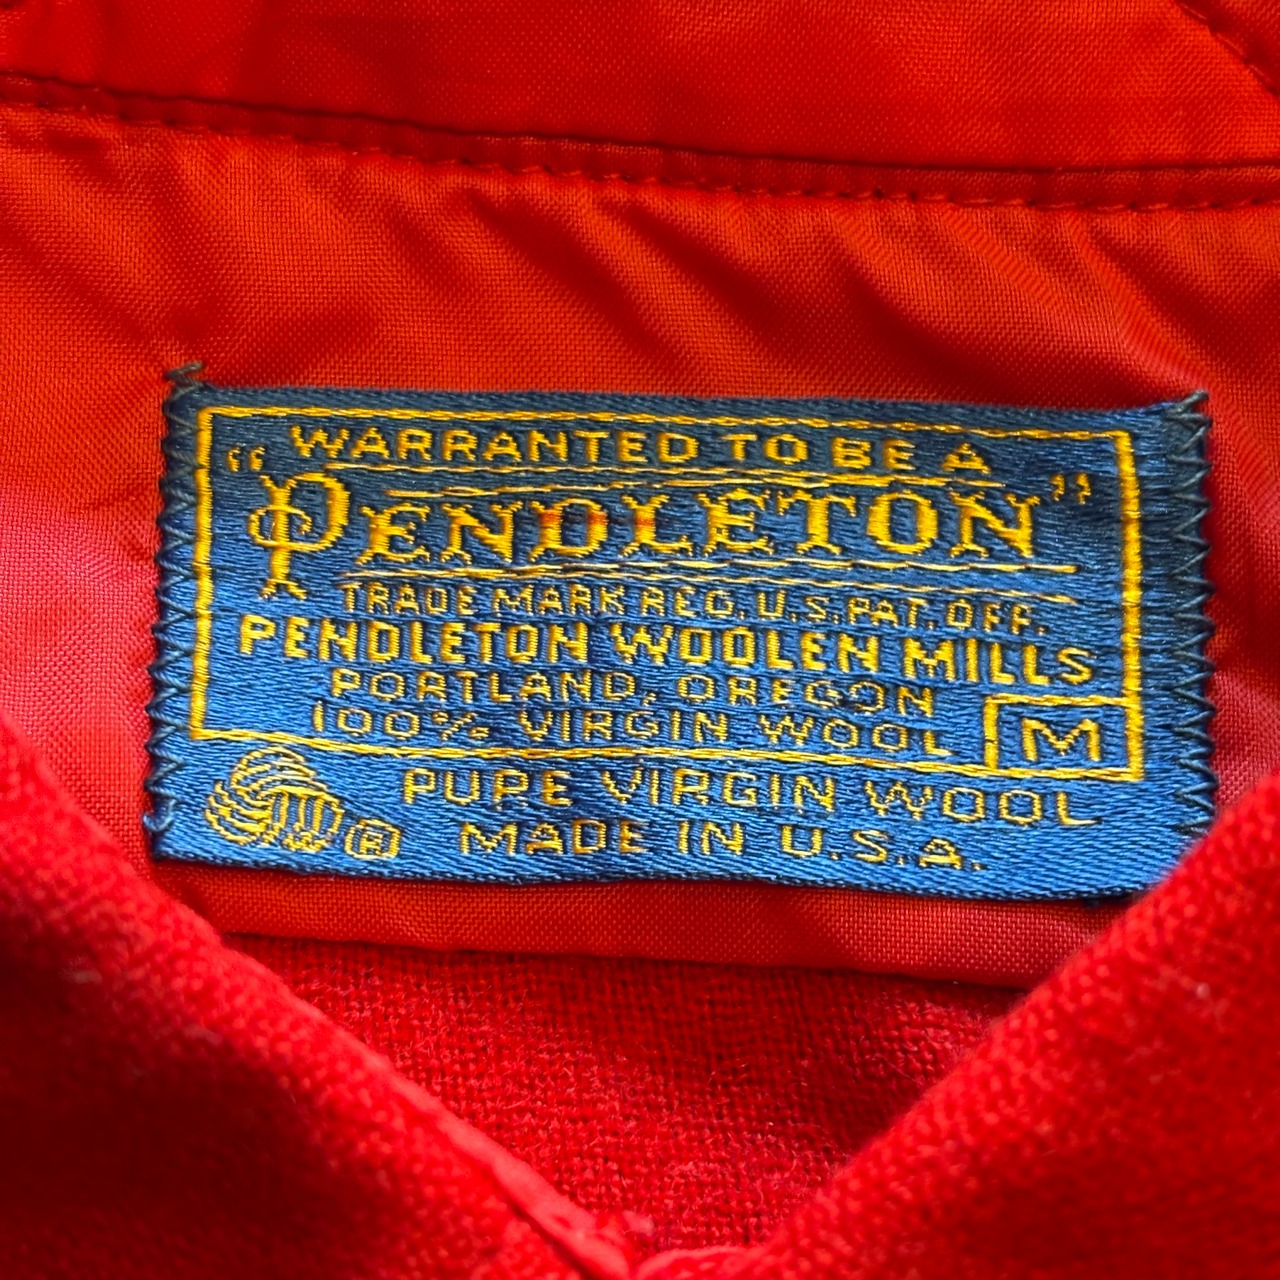 WARRANTED TO BE A
"PENDLETON"
TRADE MARK REG. U.S. PAT. OFF.
PENDLETON WOOLEN MILLS
PORTLAND, OREGON
100% VIRGIN WOOL
M
PURE VIRGIN WOOL
® MADE IN U.S.A.